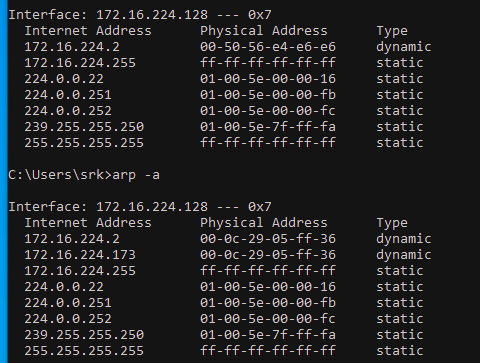 Interface: 172.16.224.128 --- 0x7
  Internet Address      Physical Address      Type
  172.16.224.2          00-50-56-e4-e6-e6     dynamic
  172.16.224.255        ff-ff-ff-ff-ff-ff     static
  224.0.0.22            01-00-5e-00-00-16     static
  224.0.0.251           01-00-5e-00-00-fb     static
  224.0.0.252           01-00-5e-00-00-fc     static
  239.255.255.250       01-00-5e-7f-ff-fa     static
  255.255.255.255       ff-ff-ff-ff-ff-ff     static
C:\Users\srk>arp -a
Interface: 172.16.224.128 --- 0x7
  Internet Address      Physical Address      Type
  172.16.224.2          00-0c-29-05-ff-36     dynamic
  172.16.224.173        00-0c-29-05-ff-36     dynamic
  172.16.224.255        ff-ff-ff-ff-ff-ff     static
  224.0.0.22            01-00-5e-00-00-16     static
  224.0.0.251           01-00-5e-00-00-fb     static
  224.0.0.252           01-00-5e-00-00-fc     static
  239.255.255.250       01-00-5e-7f-ff-fa     static
  255.255.255.255       ff-ff-ff-ff-ff-ff     static